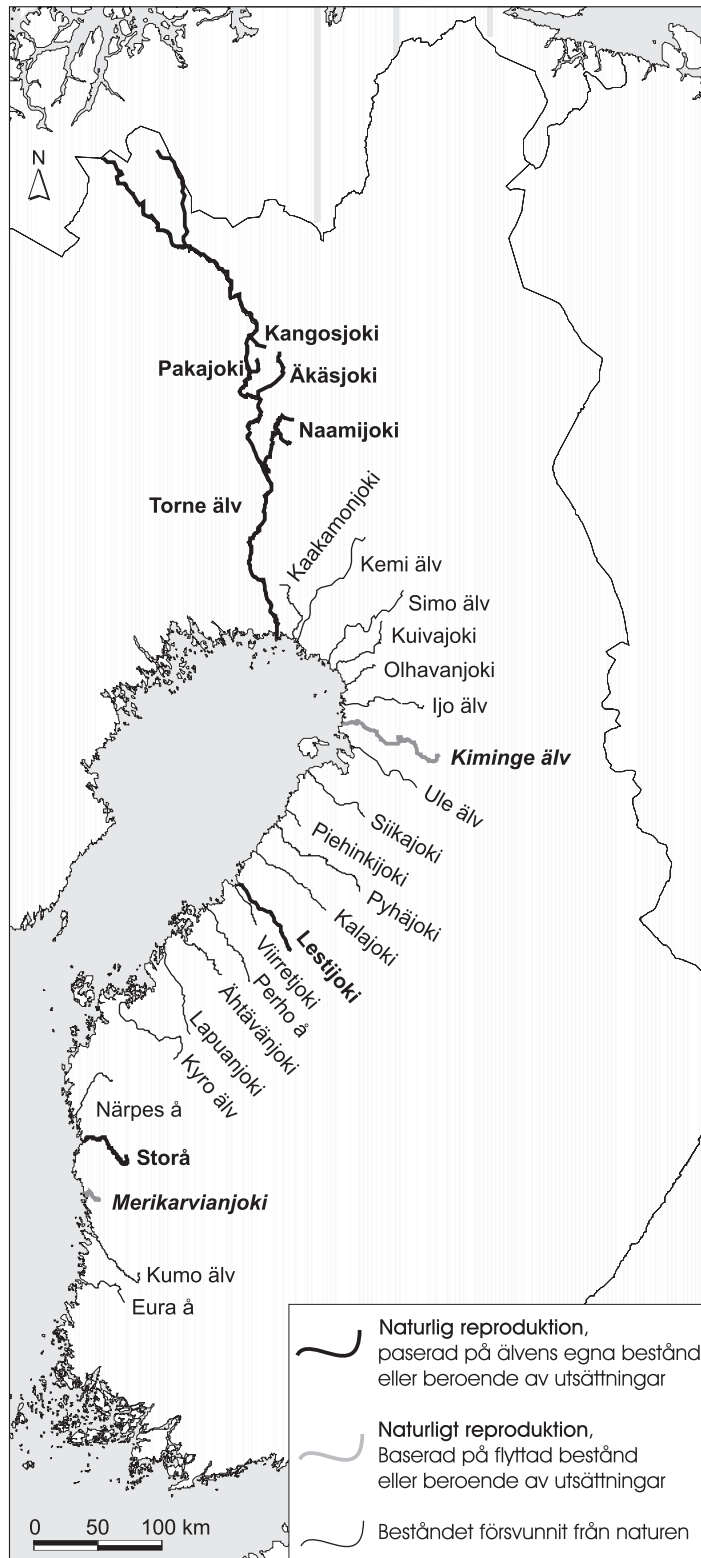 N
Kangosjoki
Pakajoki
Äkäsjoki
Naamijoki
Torne älv
Kaakamonjoki
Kemi älv
Simo älv
Kuivajoki
Olhavanjoki
Ijo älv
Kiminge älv
Ule älv
Siikajoki
Piehinkijoki
Pyhäjoki
Kalajoki
Lestijoki
Viirretjoki
Perho å
Ähtävänjoki
Lapuanjoki
Kyro älv
Närpes å
Storå
Merikarvianjoki
Kumo älv
Eura å
Naturlig reproduktion,
paserad på älvens egna bestånd
eller beroende av utsättningar
Naturligt reproduktion,
Baserad på flyttad bestånd
eller beroende av utsättningar
Beståndet försvunnit från naturen
0 50 100 km